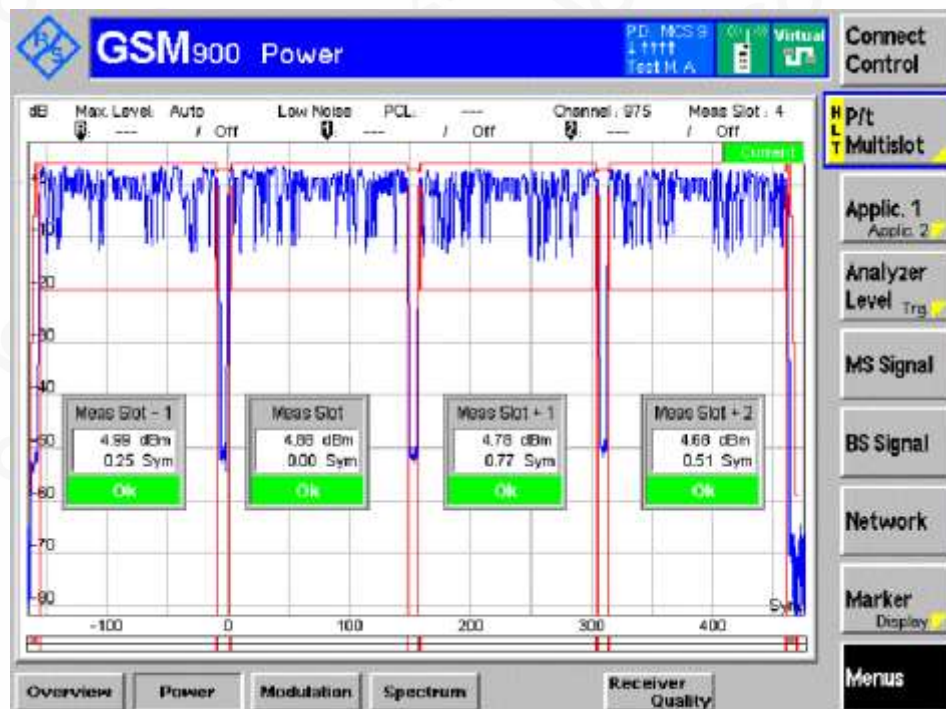 R S
GSM900 Power
P.D. MCS 9
↓ ↑↑↑↑
Test M. A.
Virtual
Connect
Control
dB Max. Level: Auto Low Noise PCL: --- Channel: 975 Meas Slot: 4
R: --- / Off 1: --- / Off 2: --- / Off
Current
HLT P/t
Multislot
Applic. 1
Applic. 2
Analyzer
Level Trg
MS Signal
BS Signal
Network
Marker
Display
Menus
-10
-20
-30
-40
-50
-60
-70
-80
Meas Slot - 1
4.99 dBm
0.25 Sym
Ok
Meas Slot
4.88 dBm
0.00 Sym
Ok
Meas Slot + 1
4.78 dBm
0.77 Sym
Ok
Meas Slot + 2
4.68 dBm
0.51 Sym
Ok
-100 0 100 200 300 400
Overview Power Modulation Spectrum Receiver
Quality